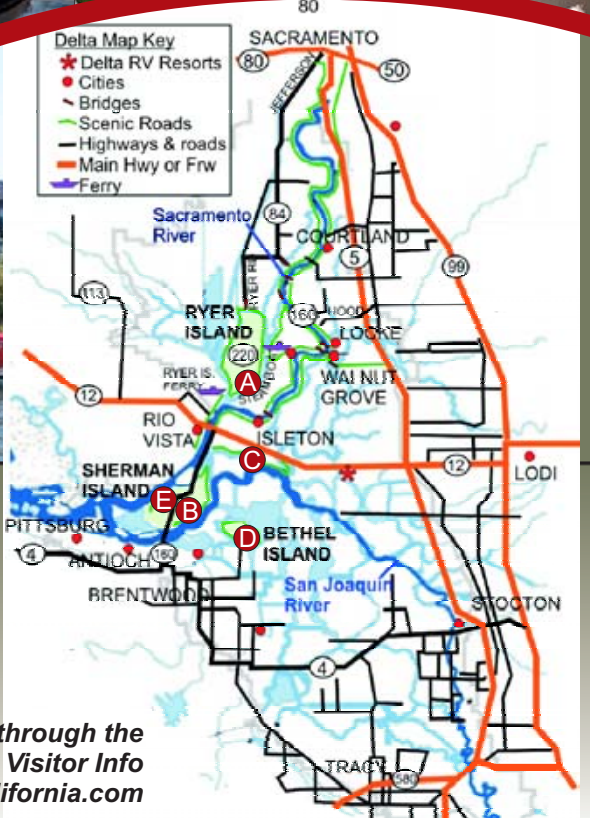 80
SACRAMENTO
Delta Map Key
Delta RV Resorts
Cities
Bridges
Scenic Roads
Highways & roads
Main Hwy or Frw
Ferry
80
50
JEFFERSON
Sacramento
River
84
COURTLAND
5
99
113
RYER
ISLAND
160
HOOD
LOCKE
220
A
RYER IS.
FERRY
WALNUT
GROVE
12
RIO
VISTA
ISLETON
C
12
LODI
SHERMAN
ISLAND
E
B
PITTSBURG
D
BETHEL
ISLAND
4
ANTIOCH
160
BRENTWOOD
San Joaquin
River
STOCTON
4
through the
Visitor Info
ifornia.com
TRACY
580